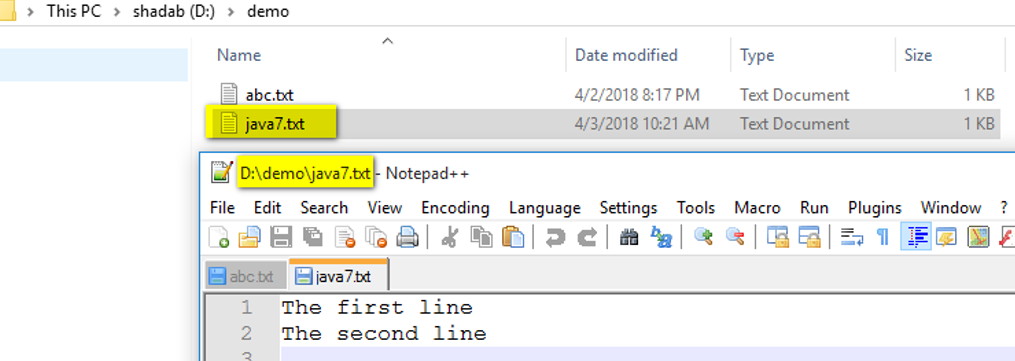 This PC > shadab (D:) > demo
Name Date modified Type Size
abc.txt 4/2/2018 8:17 PM Text Document 1 KB
java7.txt 4/3/2018 10:21 AM Text Document 1 KB
D:\demo\java7.txt - Notepad++
File Edit Search View Encoding Language Settings Tools Macro Run Plugins Window ?
abc.txt java7.txt
1 The first line
2 The second line
3